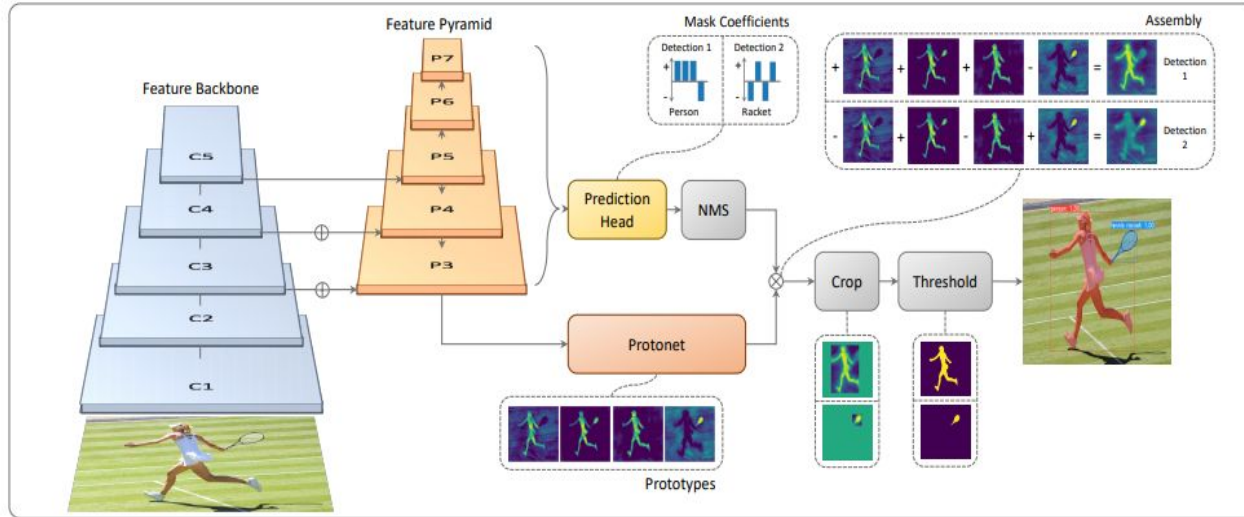 Feature Backbone
C5
C4
C3
C2
C1
Feature Pyramid
P7
P6
P5
P4
P3
Mask Coefficients
Detection 1
Detection 2
+
-
+
-
Person
Racket
Prediction
Head
NMS
Protonet
Prototypes
Assembly
+ + + - = Detection
1
- + - + = Detection
2
Crop
Threshold